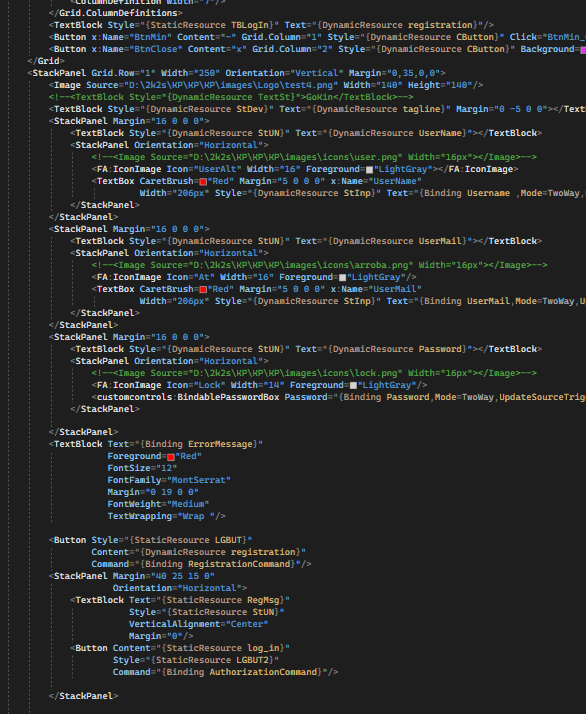 <ColumnDefinition Width="7"/>
</Grid.ColumnDefinitions>
<TextBlock Style="{StaticResource TBLogIn}" Text="{DynamicResource registration}"/>
<Button x:Name="BtnMin" Content="-" Grid.Column="1" Style="{DynamicResource CButton}" Click="BtnMin_
<Button x:Name="BtnClose" Content="x" Grid.Column="2" Style="{DynamicResource CButton}" Background=
</Grid>
<StackPanel Grid.Row="1" Width="250" Orientation="Vertical" Margin="0,35,0,0">
<Image Source="D:\2k2s\KP\KP\KP\images\Logo\test4.png" Width="140" Height="140"/>
<!--<TextBlock Style="{DynamicResource TextSt}">GoKin</TextBlock>-->
<TextBlock Style="{DynamicResource StDev}" Text="{DynamicResource tagline}" Margin="0 -5 0 0"></Text
<StackPanel Margin="16 0 0 0">
<TextBlock Style="{DynamicResource StUN}" Text="{DynamicResource UserName}"></TextBlock>
<StackPanel Orientation="Horizontal">
<!--<Image Source="D:\2k2s\KP\KP\KP\images\icons\user.png" Width="16px"></Image>-->
<FA:IconImage Icon="UserAlt" Width="16" Foreground="LightGray"></FA:IconImage>
<TextBox CaretBrush="Red" Margin="5 0 0 0" x:Name="UserName"
Width="206px" Style="{DynamicResource StInp}" Text="{Binding Username ,Mode=TwoWay,
</StackPanel>
</StackPanel>
<StackPanel Margin="16 0 0 0">
<TextBlock Style="{DynamicResource StUN}" Text="{DynamicResource UserMail}"></TextBlock>
<StackPanel Orientation="Horizontal">
<!--<Image Source="D:\2k2s\KP\KP\KP\images\icons\arroba.png" Width="16px"></Image>-->
<FA:IconImage Icon="At" Width="16" Foreground="LightGray"/>
<TextBox CaretBrush="Red" Margin="5 0 0 0" x:Name="UserMail"
Width="206px" Style="{DynamicResource StInp}" Text="{Binding UserMail,Mode=TwoWay,U
</StackPanel>
</StackPanel>
<StackPanel Margin="16 0 0 0">
<TextBlock Style="{DynamicResource StUN}" Text="{DynamicResource Password}"></TextBlock>
<StackPanel Orientation="Horizontal">
<!--<Image Source="D:\2k2s\KP\KP\KP\images\icons\lock.png" Width="16px"></Image>-->
<FA:IconImage Icon="Lock" Width="14" Foreground="LightGray"/>
<customcontrols:BindablePasswordBox Password="{Binding Password,Mode=TwoWay,UpdateSourceTrig
</StackPanel>
</StackPanel>
<TextBlock Text="{Binding ErrorMessage}"
Foreground="Red"
FontSize="12"
FontFamily="MontSerrat"
Margin="0 19 0 0"
FontWeight="Medium"
TextWrapping="Wrap "/>
<Button Style="{StaticResource LGBUT}"
Content="{DynamicResource registration}"
Command="{Binding RegistrationCommand}"/>
<StackPanel Margin="40 25 15 0"
Orientation="Horizontal">
<TextBlock Text="{StaticResource RegMsg}"
Style="{StaticResource StUN}"
VerticalAlignment="Center"
Margin="0"/>
<Button Content="{StaticResource log_in}"
Style="{StaticResource LGBUT2}"
Command="{Binding AuthorizationCommand}"/>
</StackPanel>